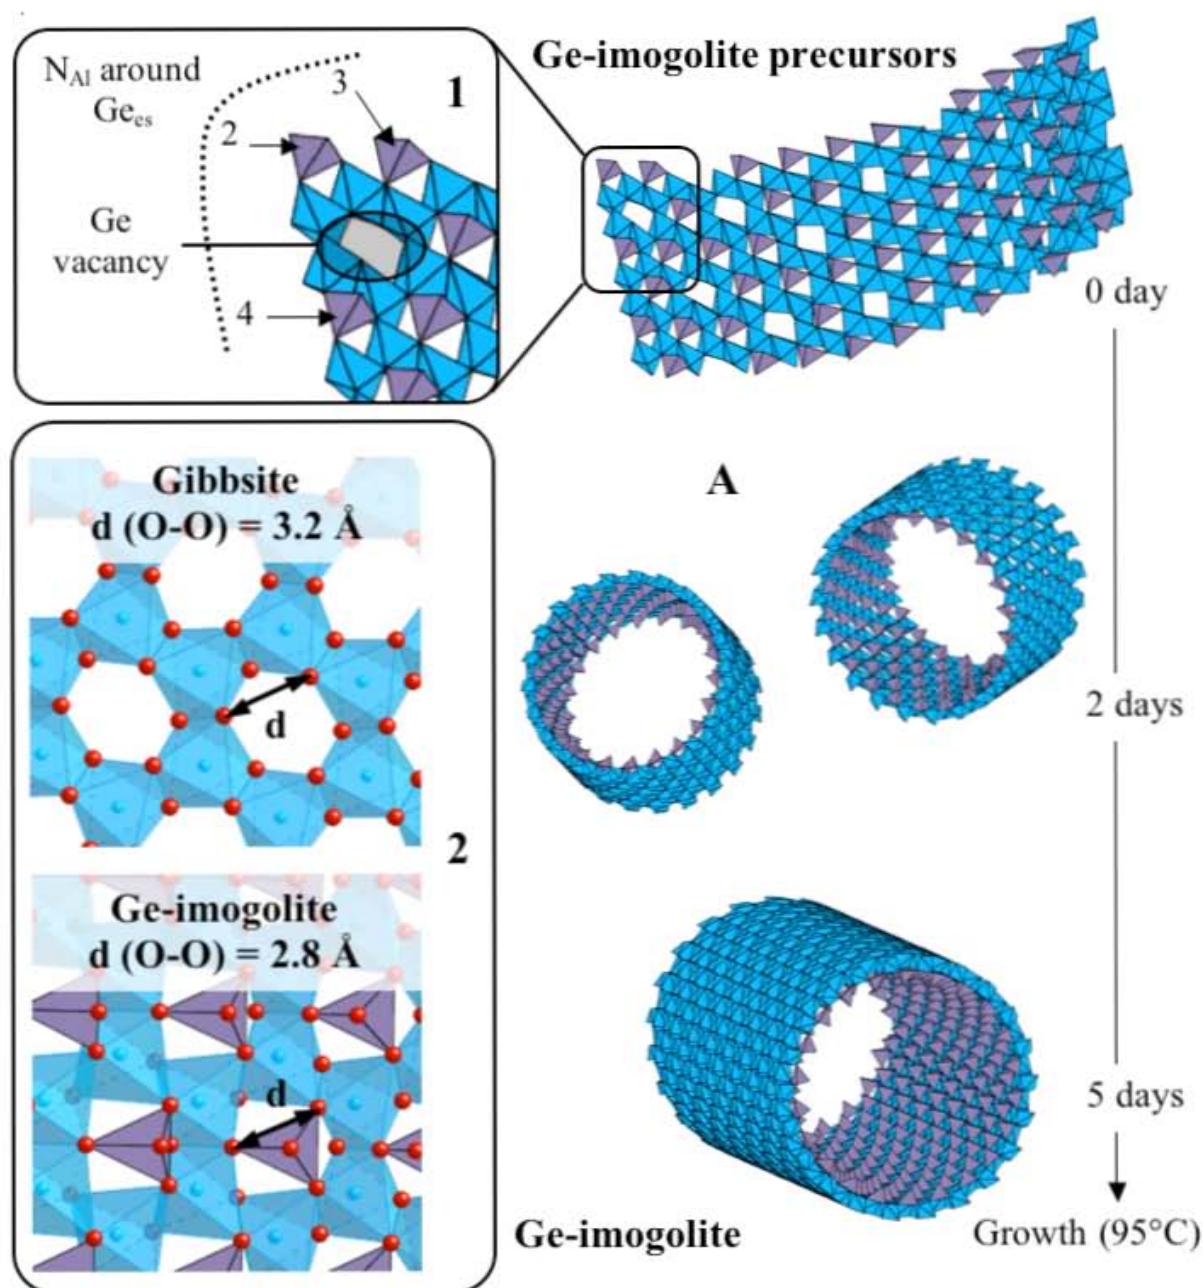 Ge-imogolite precursors
N_Al around
Ge_es
1
2
3
4
Ge
vacancy
0 day
Gibbsite
d (O-O) = 3.2 Å
d
2
Ge-imogolite
d (O-O) = 2.8 Å
d
A
2 days
5 days
Ge-imogolite
Growth (95°C)